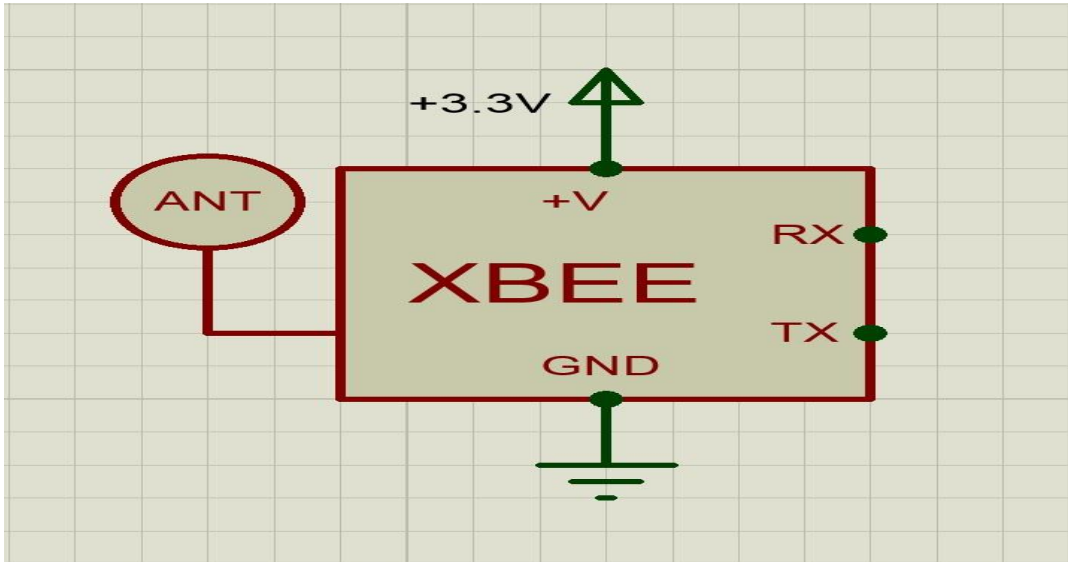 +3.3V
ANT
+V
RX
XBEE
TX
GND